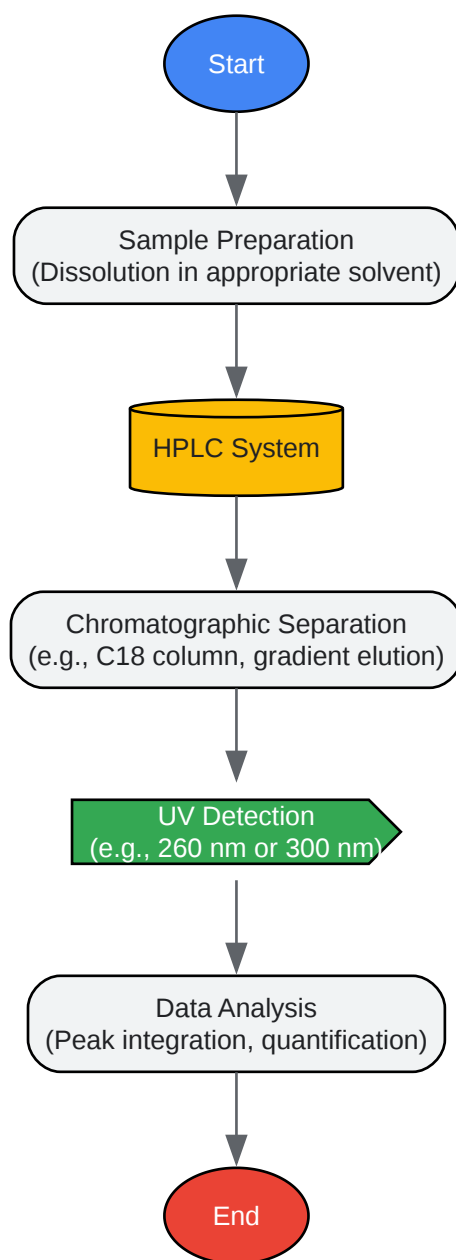 Start
Sample Preparation
(Dissolution in appropriate solvent)
HPLC System
Chromatographic Separation
(e.g., C18 column, gradient elution)
UV Detection
(e.g., 260 nm or 300 nm)
Data Analysis
(Peak integration, quantification)
End